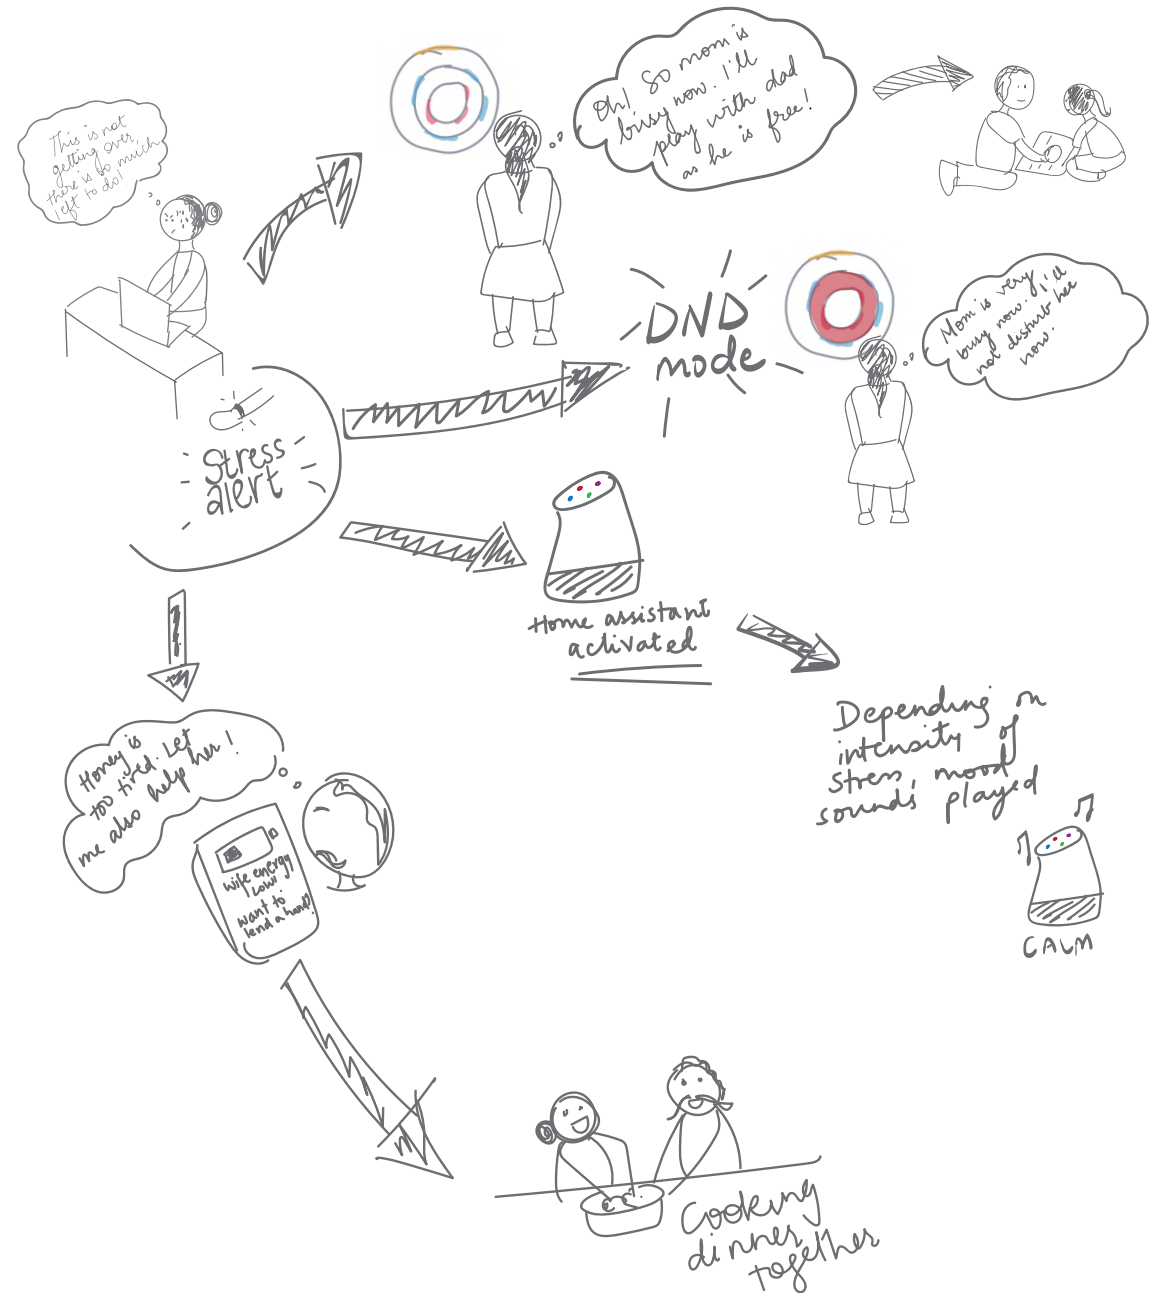 This is not
getting over,
there is so much
left to do!
Oh! So mom is
busy now. I'll
play with dad
as he is free!
DND
mode
Mom is very
busy now. I'll
not disturb her
now.
Stress
alert
Home assistant
activated
Depending on
intensity of
stress, mood
sounds played
CALM
Honey is
too tired. Let
me also help her!
wife energy
low!
want to
lend a hand?
Cooking
dinner
together